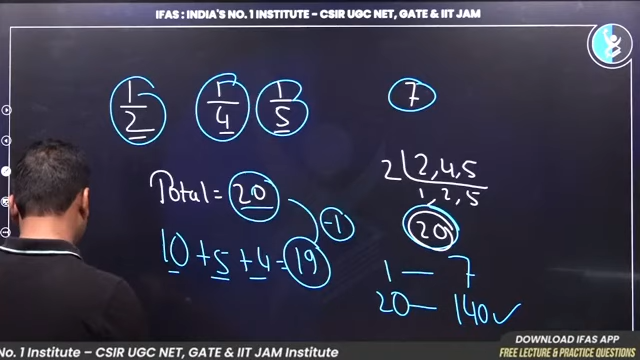 IFAS : INDIA'S NO. 1 INSTITUTE – CSIR UGC NET, GATE & IIT JAM
1/2 1/4 1/5 7
2 | 2,4,5
1, 2, 5
Total = 20
20
-1
10 + 5 + 4 = 19
1 — 7
20 — 140 ✓
DOWNLOAD IFAS APP
No. 1 Institute – CSIR UGC NET, GATE & IIT JAM Institute
FREE LECTURE & PRACTICE QUESTIONS